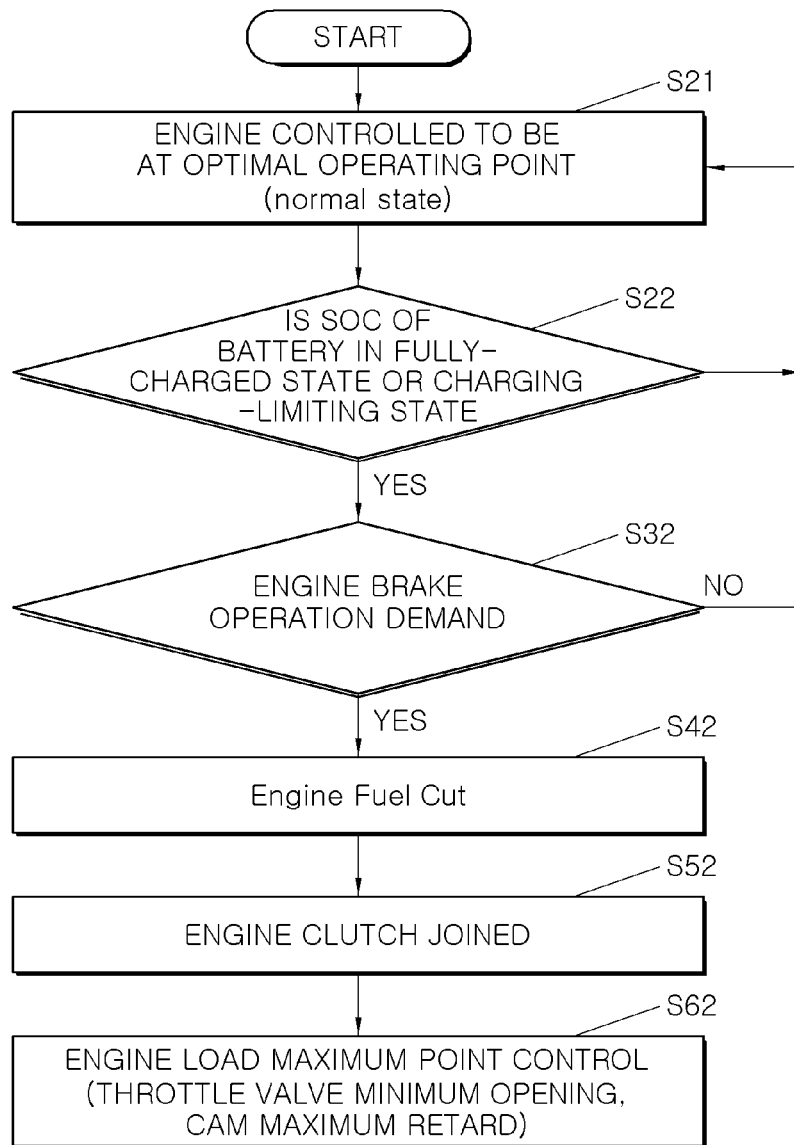 START
S21
ENGINE CONTROLLED TO BE
AT OPTIMAL OPERATING POINT
(normal state)
S22
IS SOC OF
BATTERY IN FULLY-
CHARGED STATE OR CHARGING
-LIMITING STATE
YES
S32
ENGINE BRAKE
OPERATION DEMAND
NO
YES
S42
Engine Fuel Cut
S52
ENGINE CLUTCH JOINED
S62
ENGINE LOAD MAXIMUM POINT CONTROL
(THROTTLE VALVE MINIMUM OPENING,
CAM MAXIMUM RETARD)